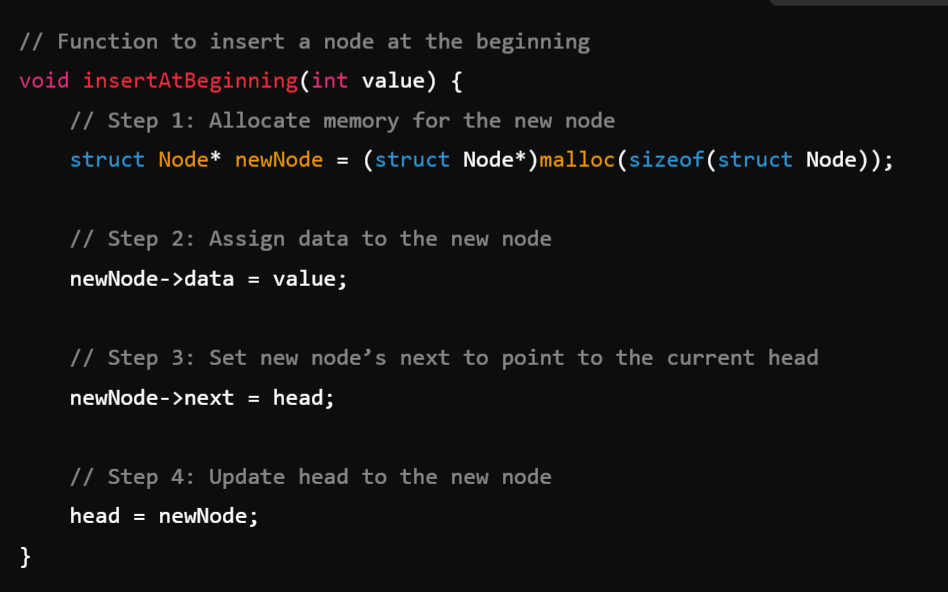 // Function to insert a node at the beginning
void insertAtBeginning(int value) {
    // Step 1: Allocate memory for the new node
    struct Node* newNode = (struct Node*)malloc(sizeof(struct Node));
    // Step 2: Assign data to the new node
    newNode->data = value;
    // Step 3: Set new node’s next to point to the current head
    newNode->next = head;
    // Step 4: Update head to the new node
    head = newNode;
}